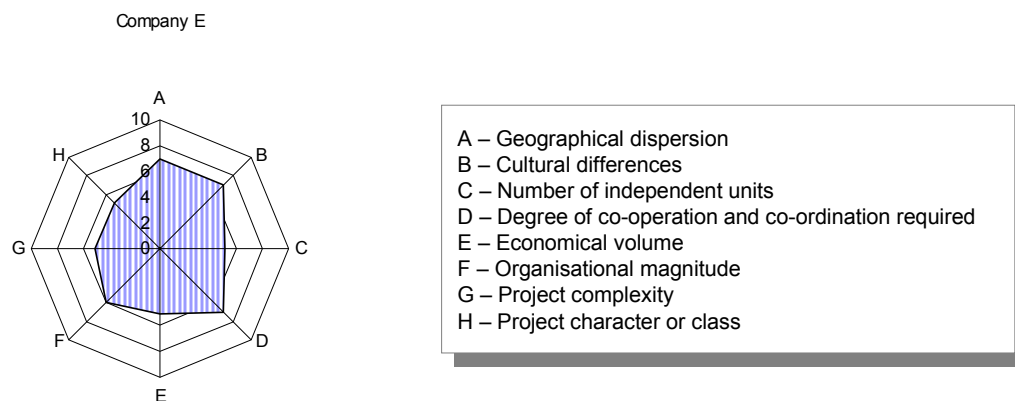 Company E
A
10
8
6
4
2
0
B
C
D
E
F
G
H
A – Geographical dispersion
B – Cultural differences
C – Number of independent units
D – Degree of co-operation and co-ordination required
E – Economical volume
F – Organisational magnitude
G – Project complexity
H – Project character or class